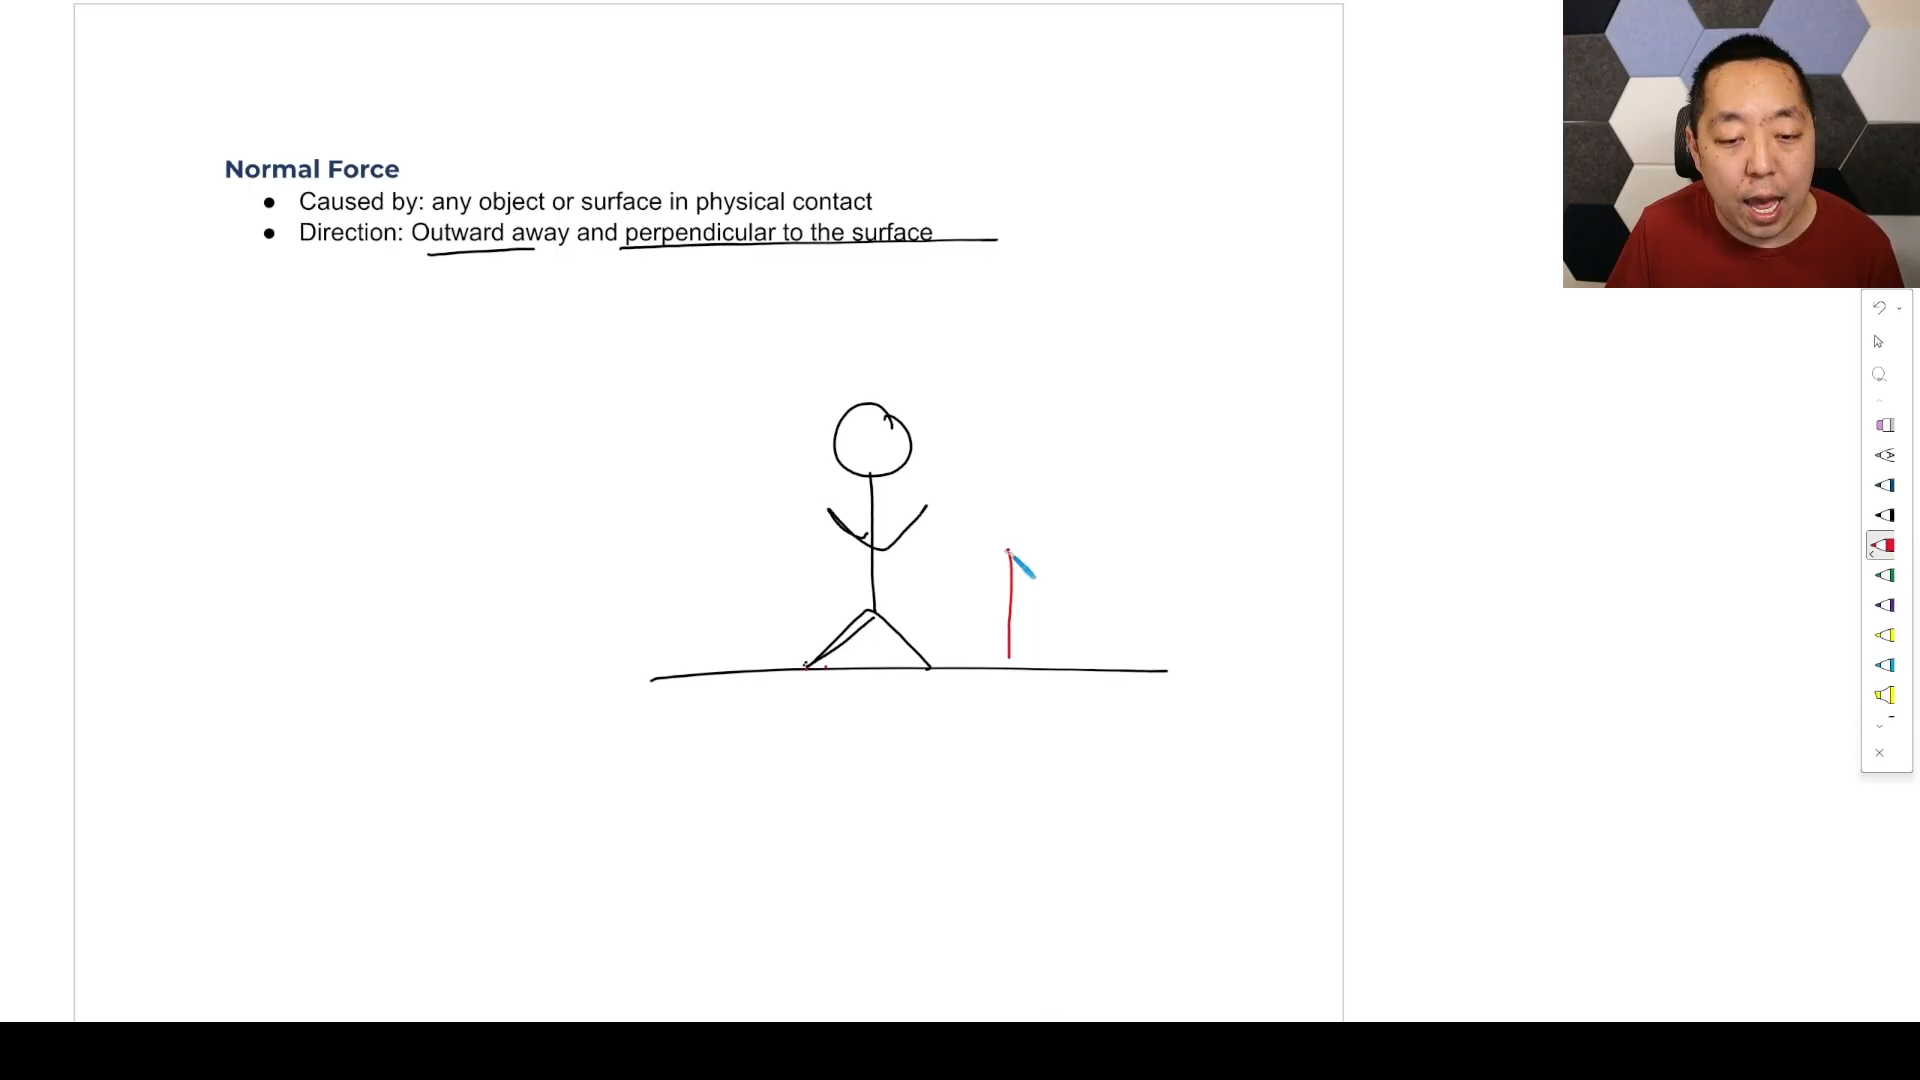 Normal Force
● Caused by: any object or surface in physical contact
● Direction: Outward away and perpendicular to the surface